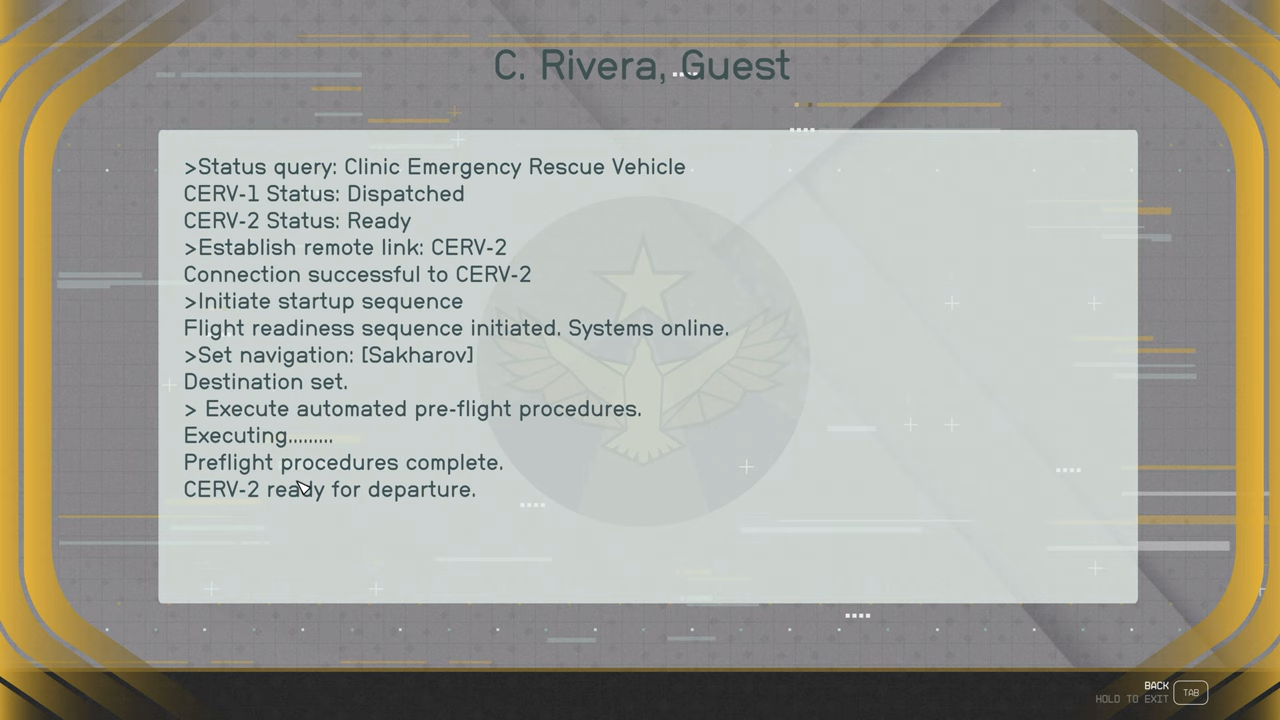 C. Rivera, Guest
>Status query: Clinic Emergency Rescue Vehicle
CERV-1 Status: Dispatched
CERV-2 Status: Ready
>Establish remote link: CERV-2
Connection successful to CERV-2
>Initiate startup sequence
Flight readiness sequence initiated. Systems online.
>Set navigation: [Sakharov]
Destination set.
> Execute automated pre-flight procedures.
Executing.........
Preflight procedures complete.
CERV-2 ready for departure.
BACK
HOLD TO EXIT
TAB